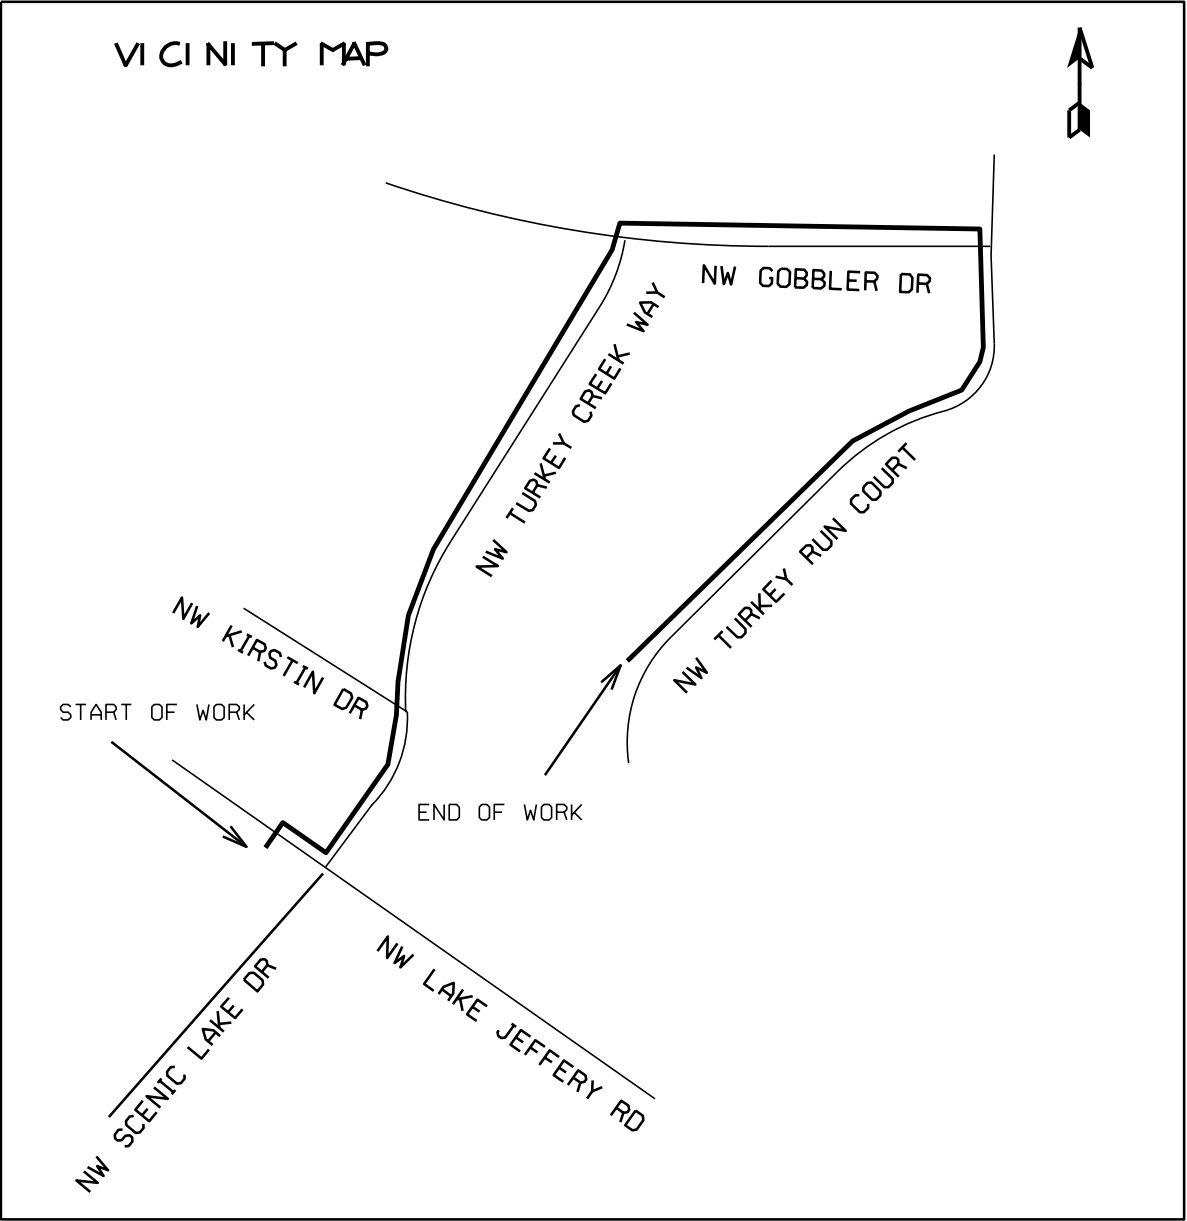 VICINITY MAP
NW GOBBLER DR
NW TURKEY CREEK WAY
NW TURKEY RUN COURT
NW KIRSTIN DR
START OF WORK
END OF WORK
NW LAKE JEFFERY RD
NW SCENIC LAKE DR